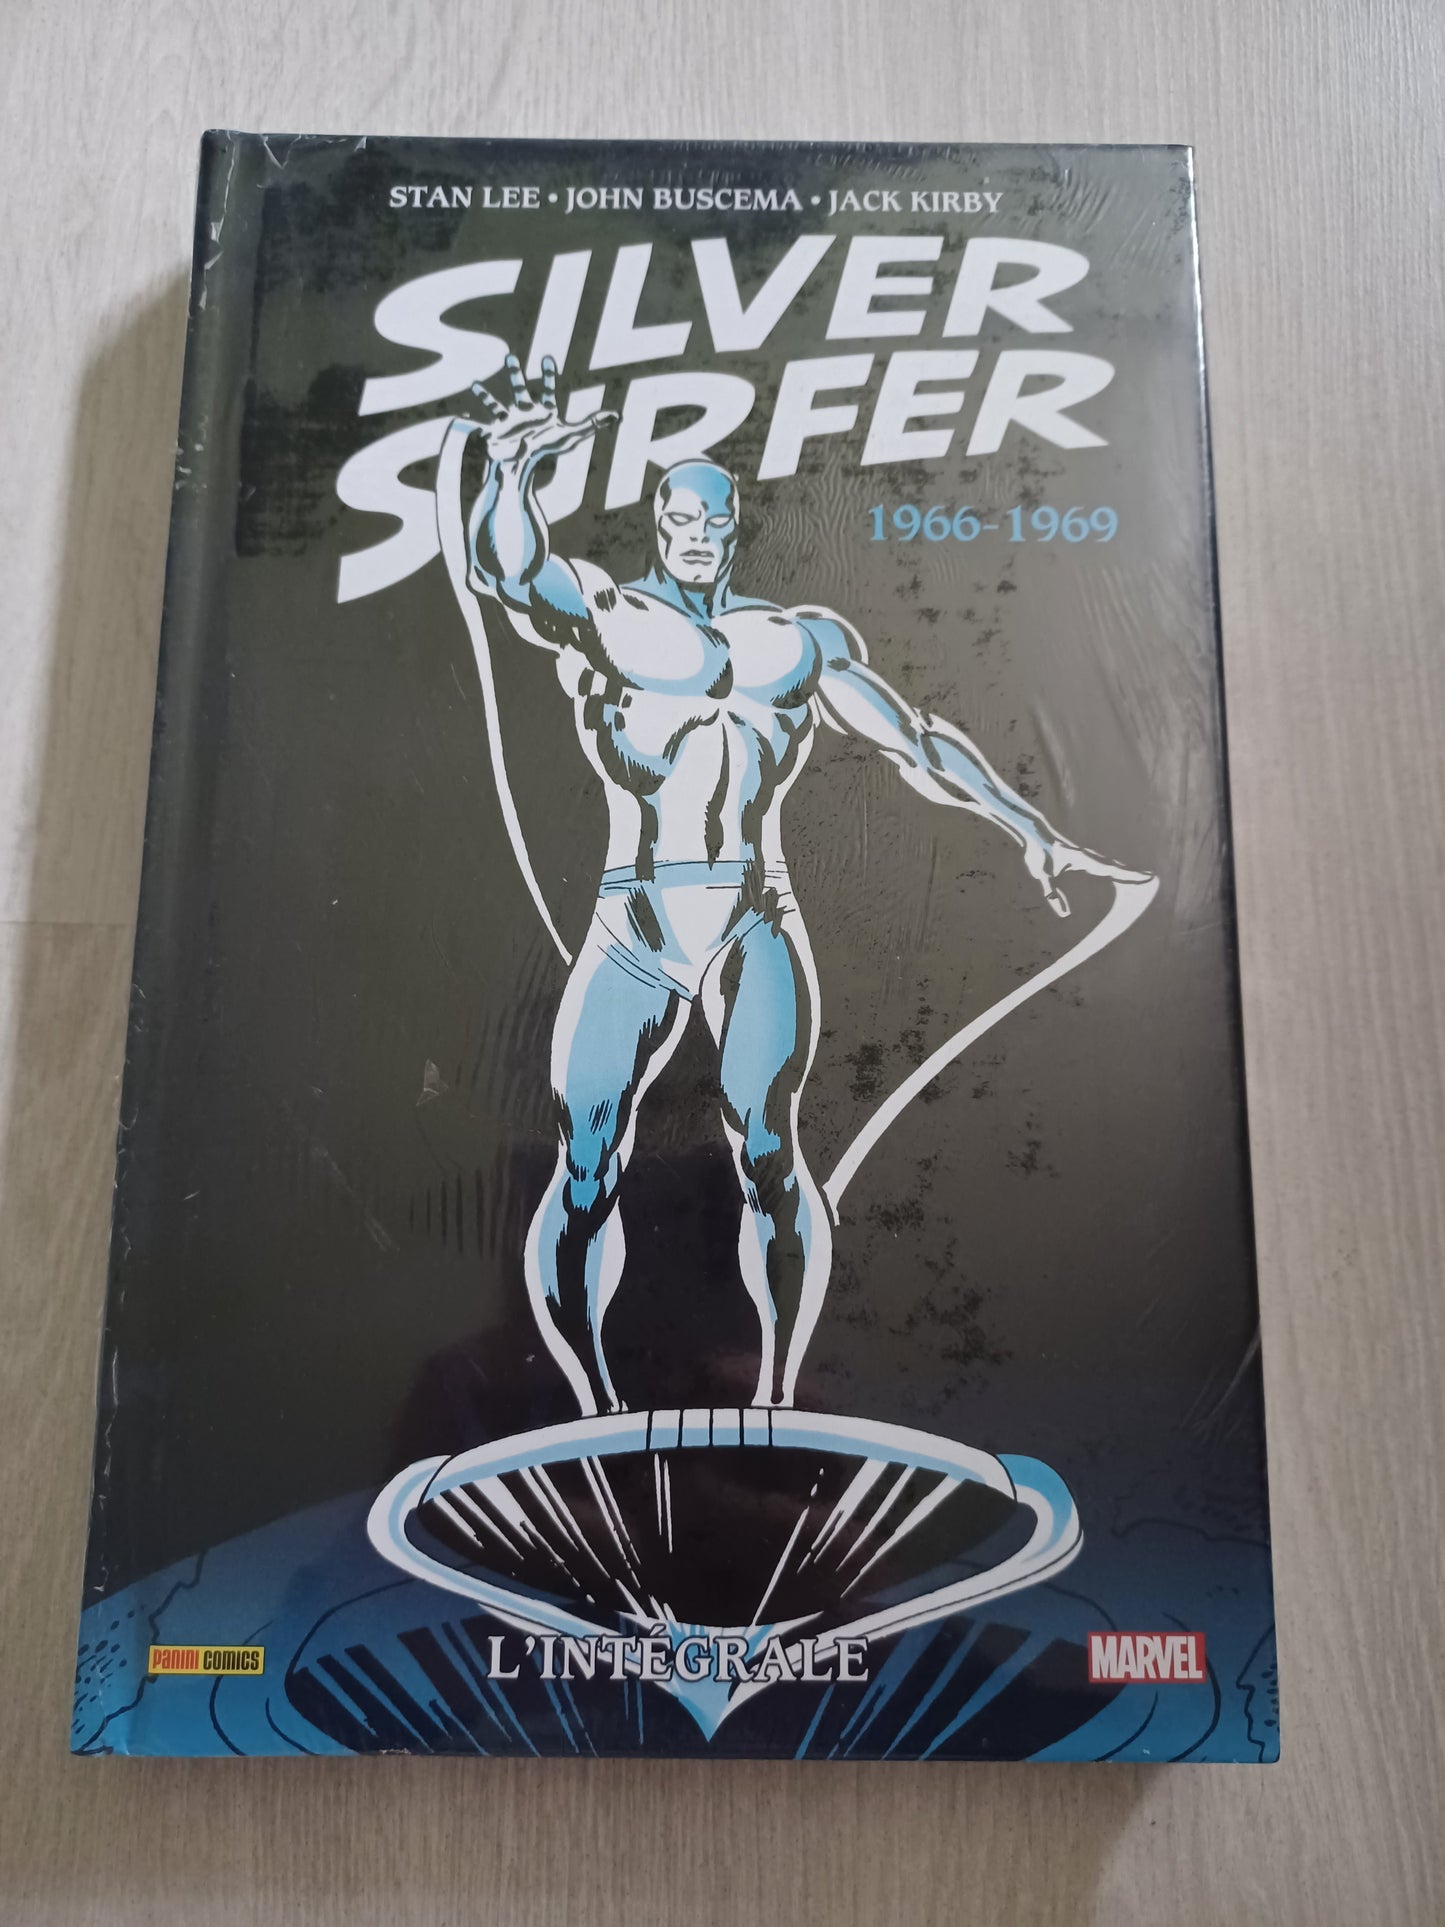 STAN LEE • JOHN BUSCEMA • JACK KIRBY
SILVER
SURFER
1966-1969
L'INTÉGRALE
PANINI COMICS
MARVEL